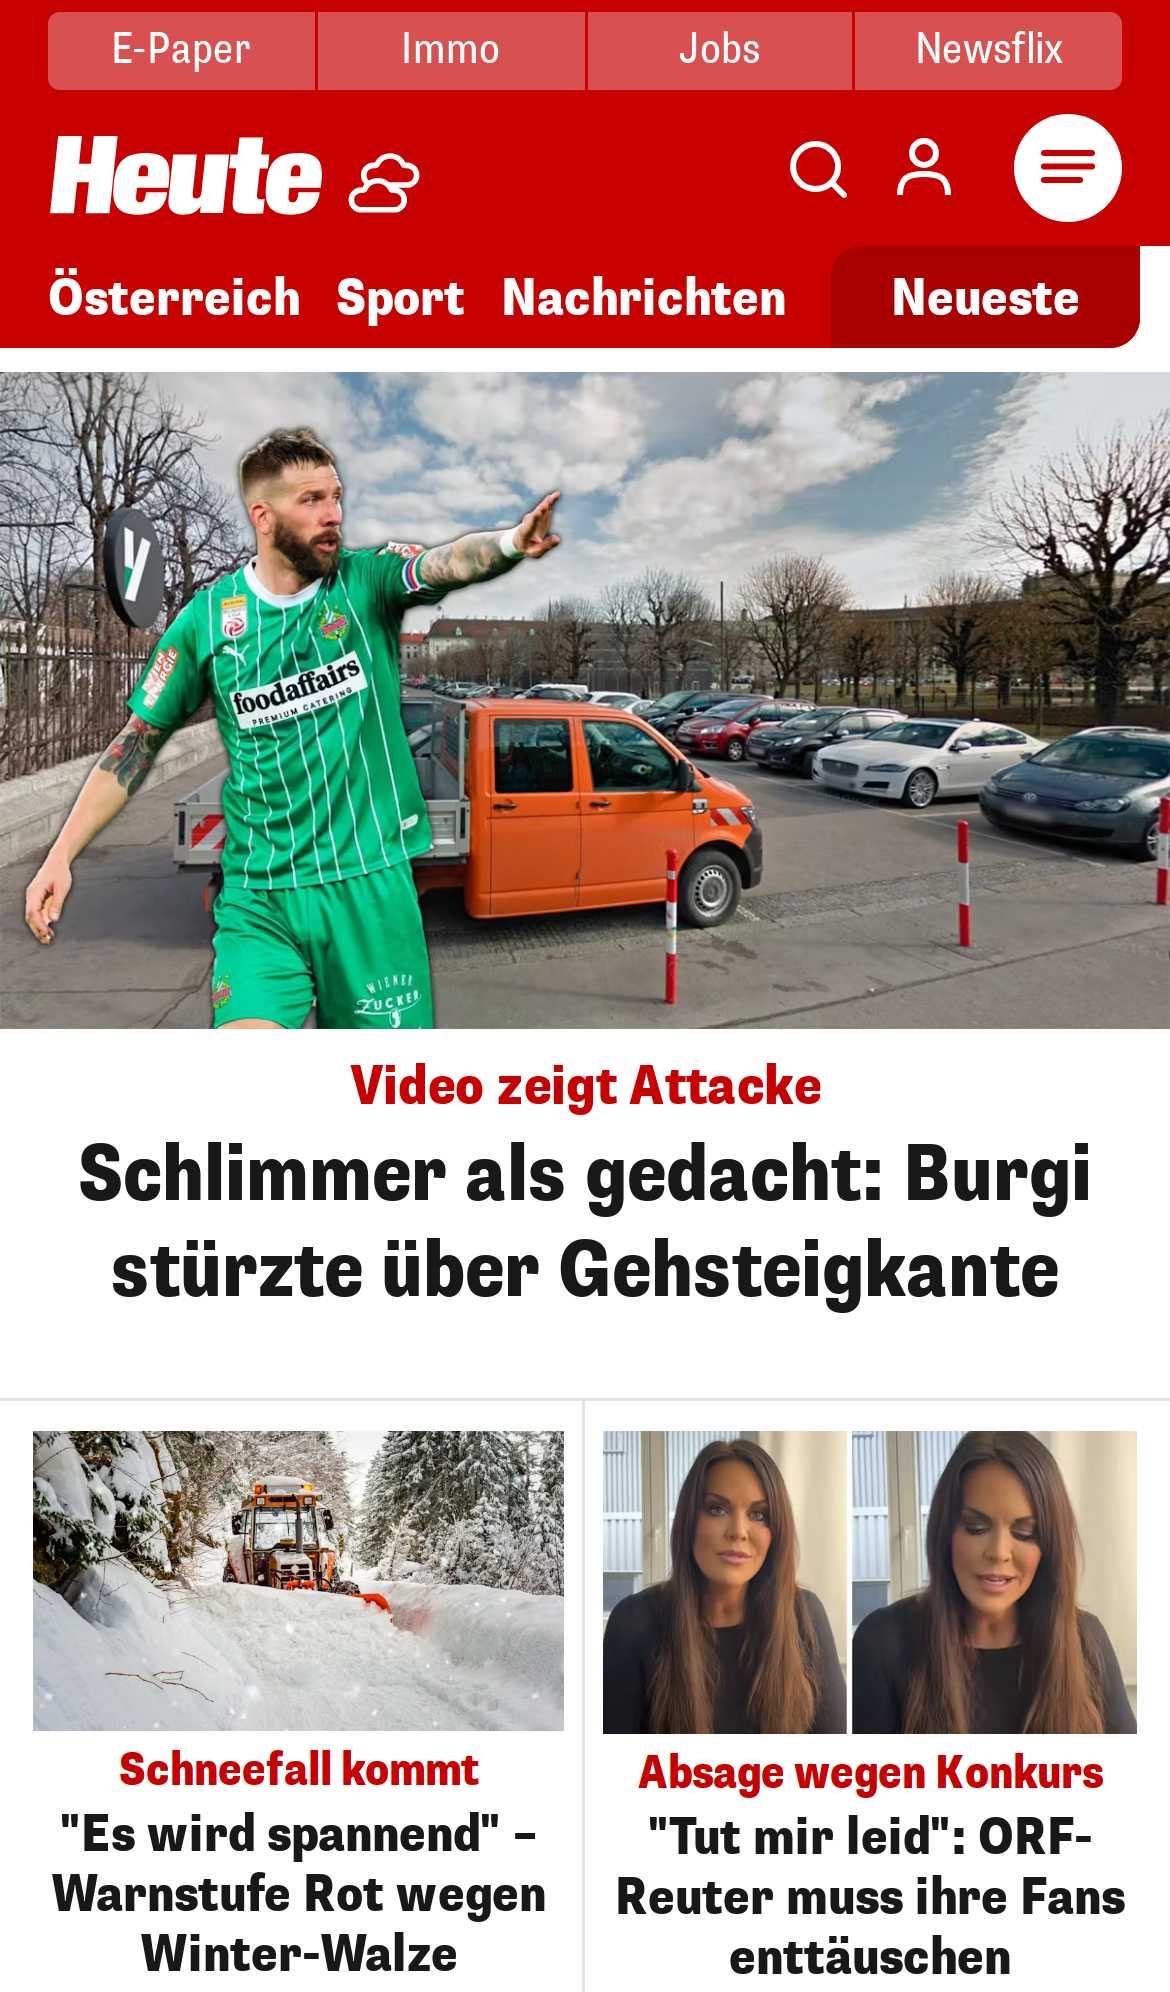 E-Paper
Immo
Jobs
Newsflix
Heute
Österreich
Sport
Nachrichten
Neueste
foodaffairs
PREMIUM CATERING
WIEN
ENERGIE
WIENER
ZUCKER
Video zeigt Attacke
Schlimmer als gedacht: Burgi
stürzte über Gehsteigkante
Schneefall kommt
"Es wird spannend" –
Warnstufe Rot wegen
Winter-Walze
Absage wegen Konkurs
"Tut mir leid": ORF-
Reuter muss ihre Fans
enttäuschen